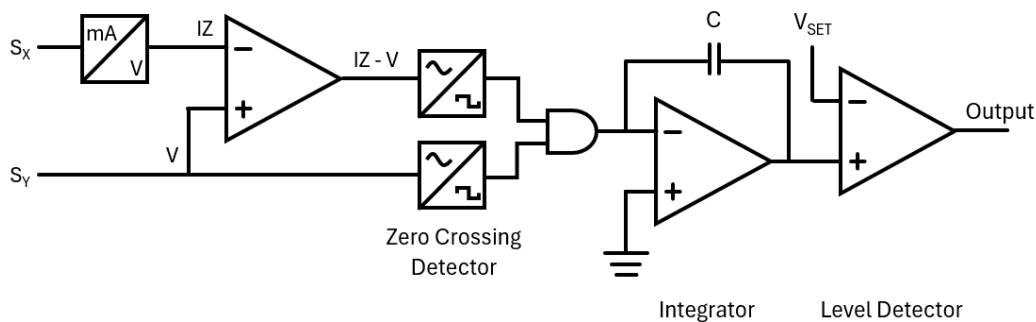 S_X
mA
V
IZ
−
+
V
IZ - V
S_Y
Zero Crossing
Detector
C
−
+
Integrator
V_SET
−
+
Output
Level Detector